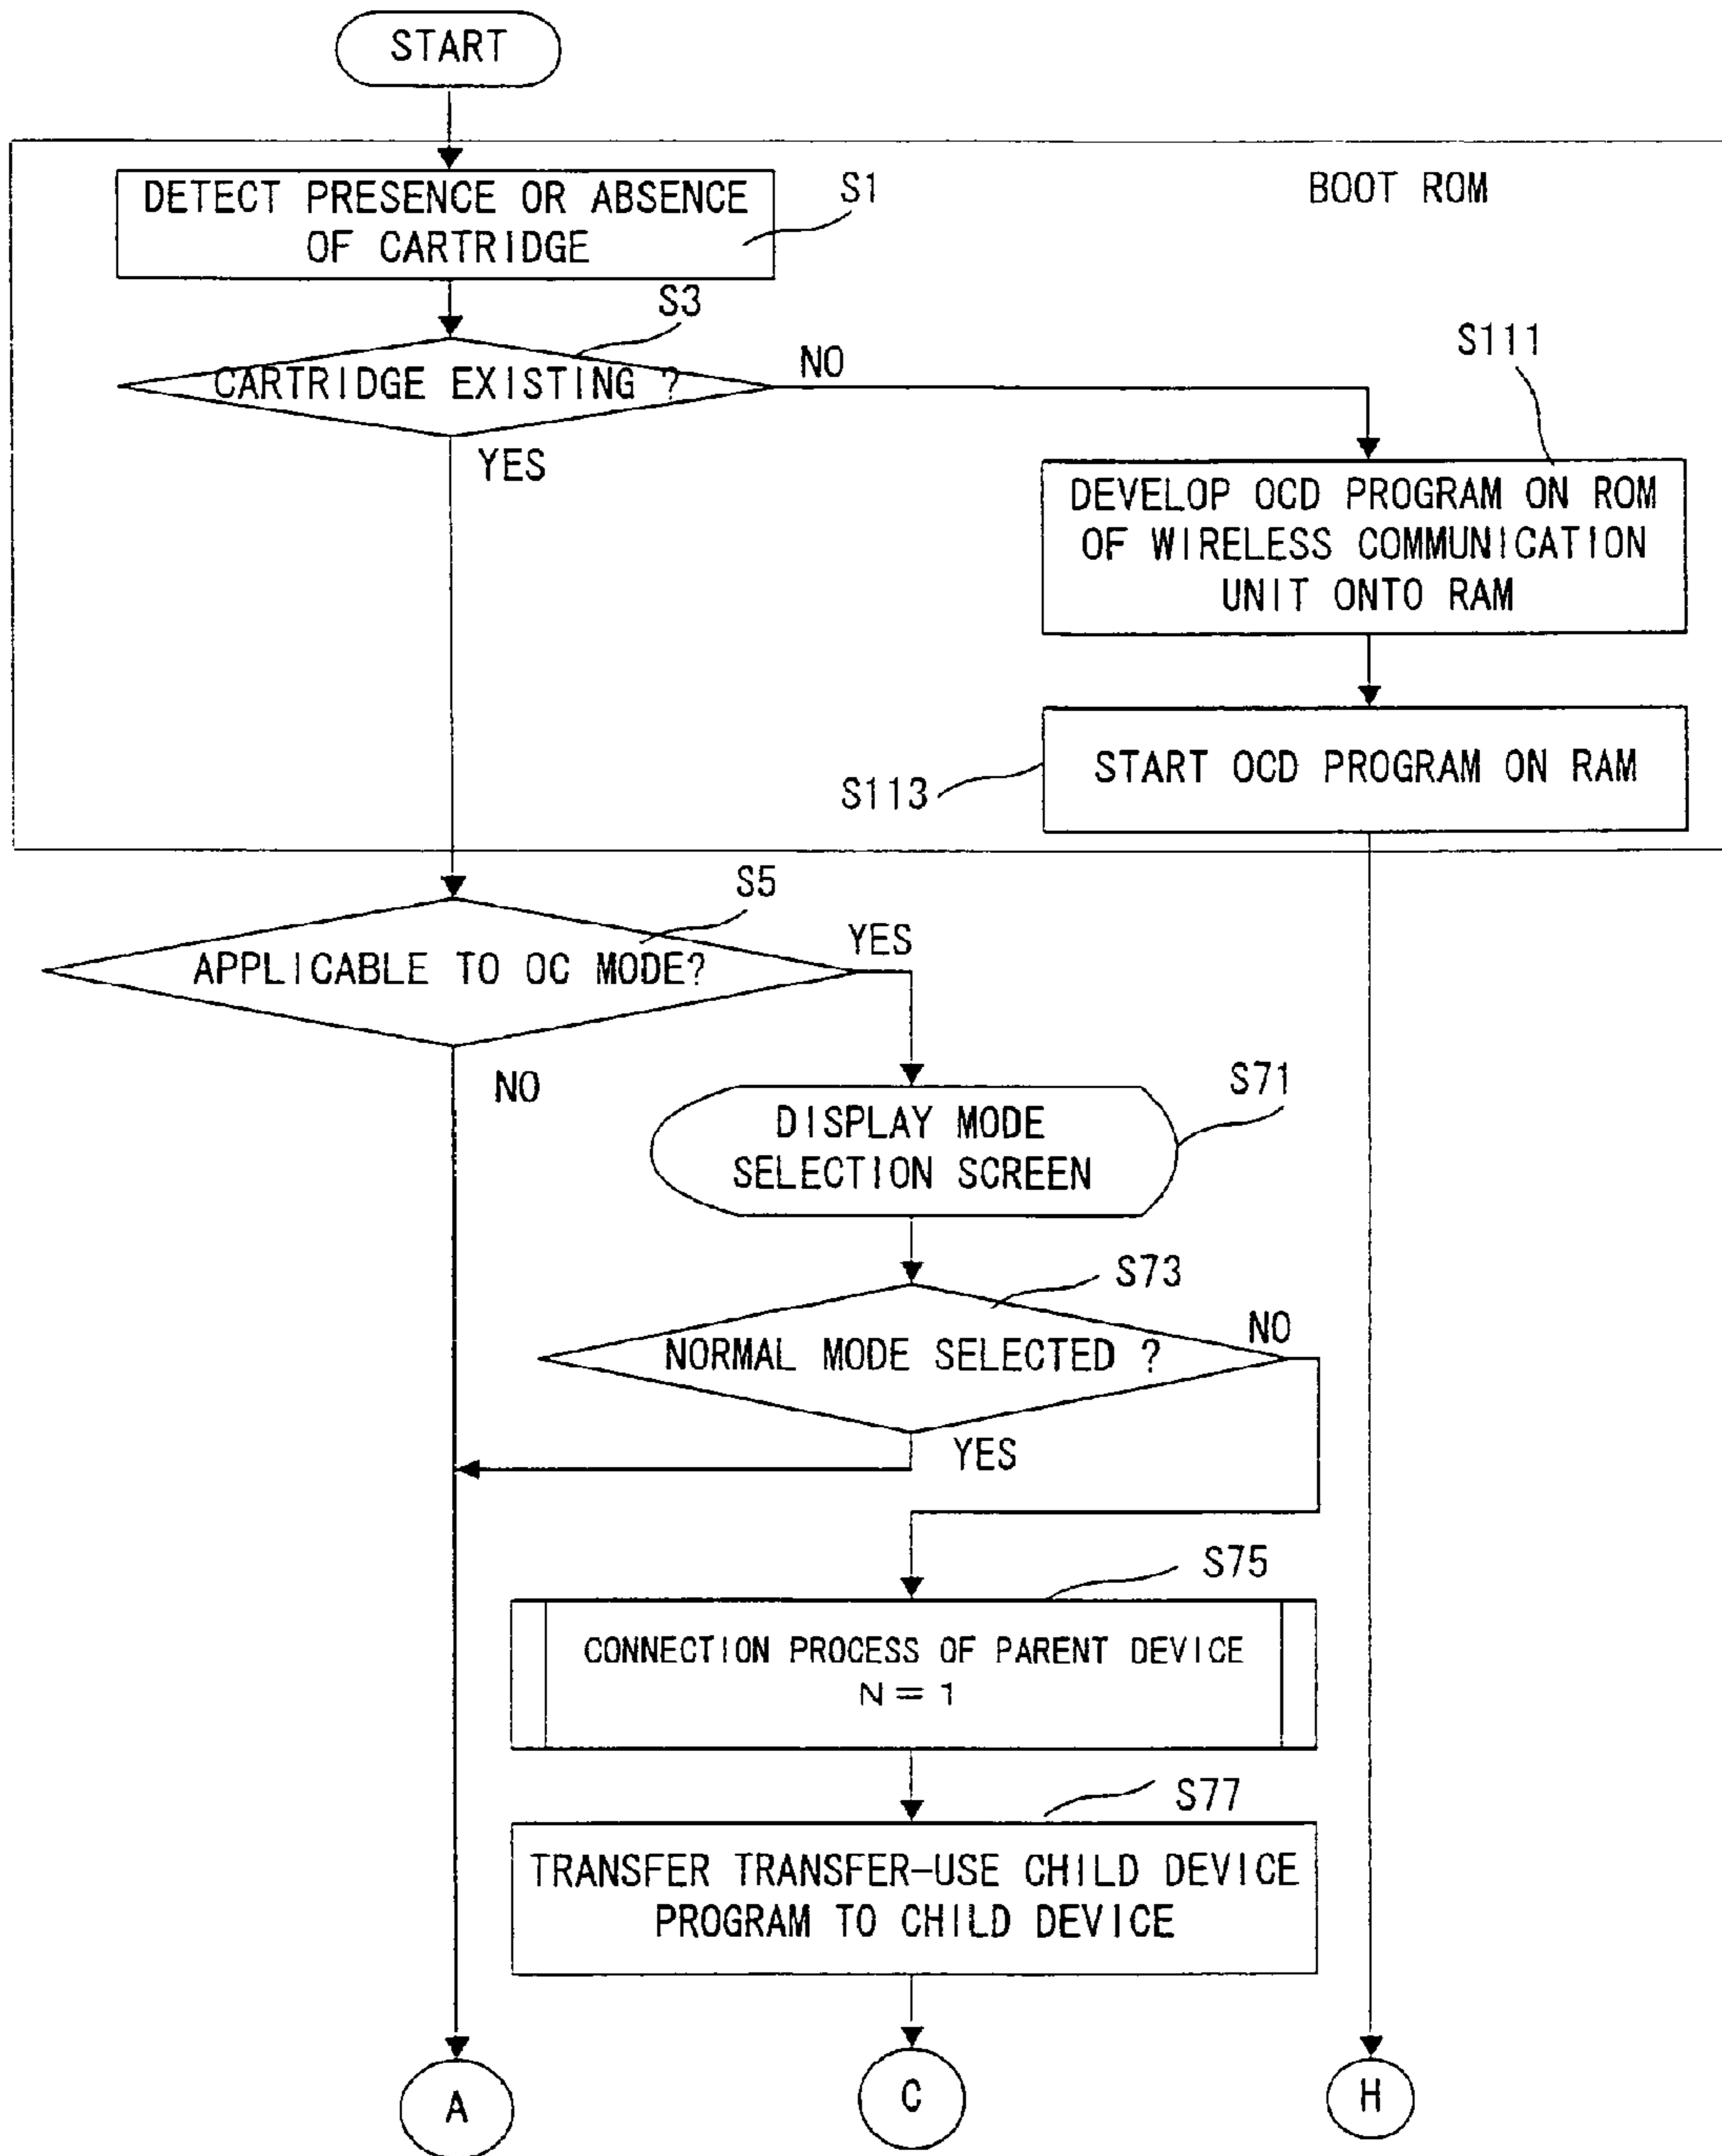 START
BOOT ROM
DETECT PRESENCE OR ABSENCE
OF CARTRIDGE
S1
S3
CARTRIDGE EXISTING ?
NO
YES
S111
DEVELOP OCD PROGRAM ON ROM
OF WIRELESS COMMUNICATION
UNIT ONTO RAM
START OCD PROGRAM ON RAM
S113
S5
APPLICABLE TO OC MODE?
YES
NO
S71
DISPLAY MODE
SELECTION SCREEN
S73
NORMAL MODE SELECTED ?
NO
YES
S75
CONNECTION PROCESS OF PARENT DEVICE
N = 1
S77
TRANSFER TRANSFER-USE CHILD DEVICE
PROGRAM TO CHILD DEVICE
A
C
H